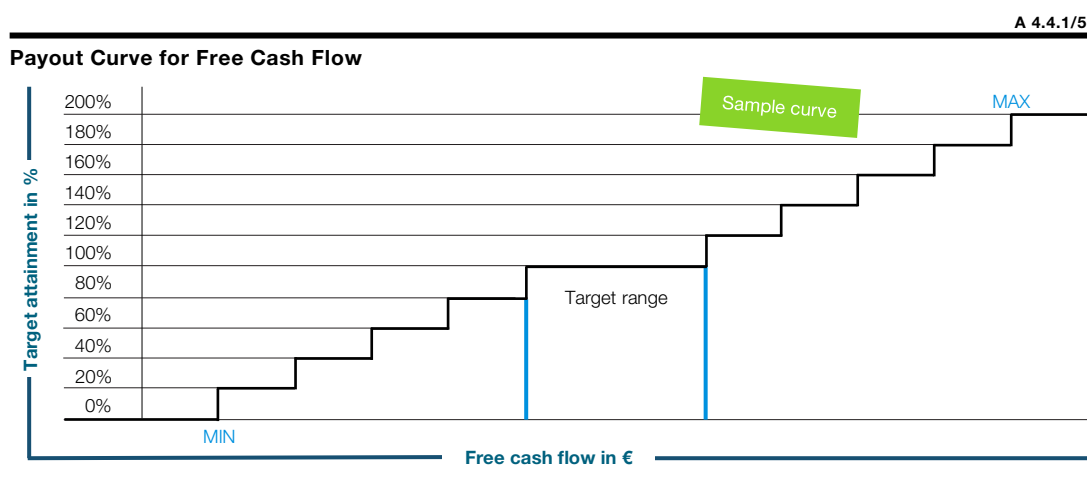 A 4.4.1/5
Payout Curve for Free Cash Flow
Sample curve
MAX
200%
180%
160%
140%
120%
100%
80%
60%
40%
20%
0%
Target attainment in %
Target range
MIN
Free cash flow in €